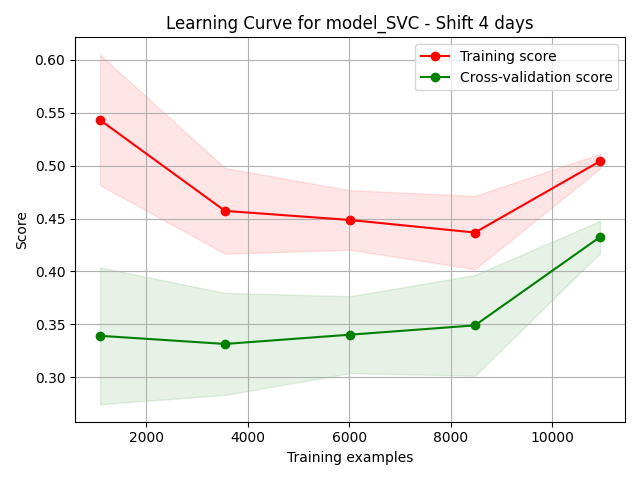 Learning Curve for model_SVC - Shift 4 days
Training score
Cross-validation score
Score
0.60
0.55
0.50
0.45
0.40
0.35
0.30
2000
4000
6000
8000
10000
Training examples